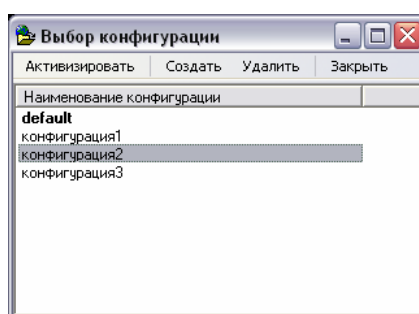 Выбор конфигурации
Активизировать Создать Удалить Закрыть
Наименование конфигурации
default
конфигурация1
конфигурация2
конфигурация3